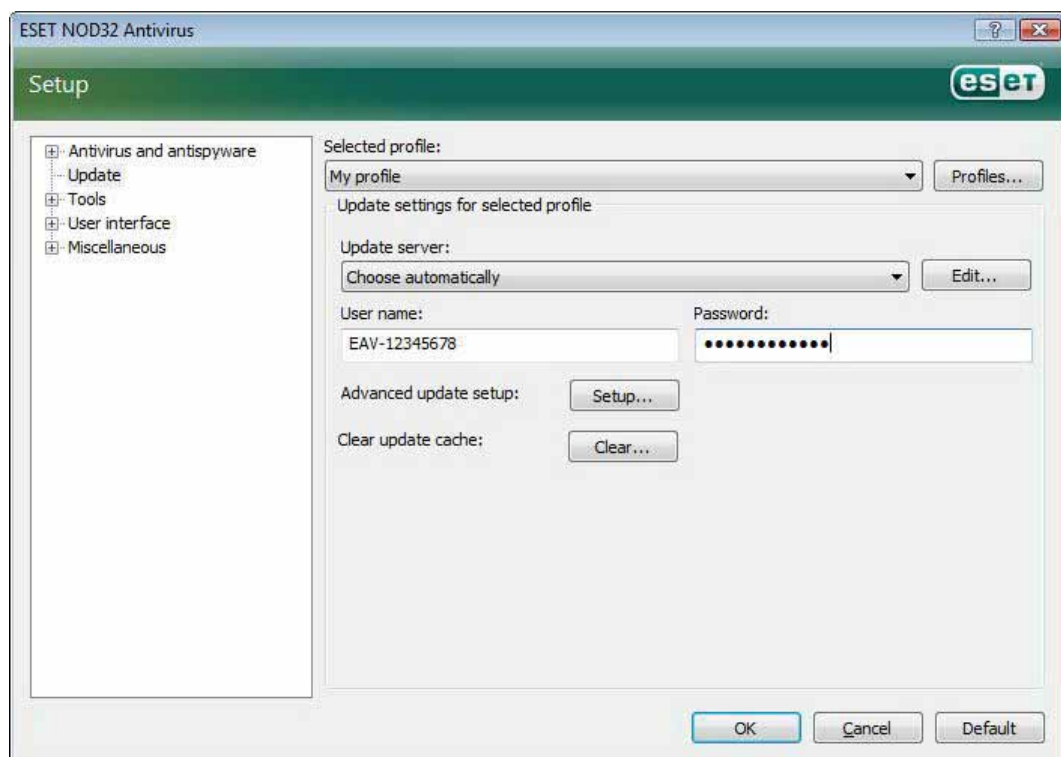 ESET NOD32 Antivirus
Setup
eseT
Antivirus and antispyware
Update
Tools
User interface
Miscellaneous
Selected profile:
My profile
Profiles...
Update settings for selected profile
Update server:
Choose automatically
Edit...
User name:
Password:
EAV-12345678
••••••••••••
Advanced update setup:
Setup...
Clear update cache:
Clear...
OK
Cancel
Default